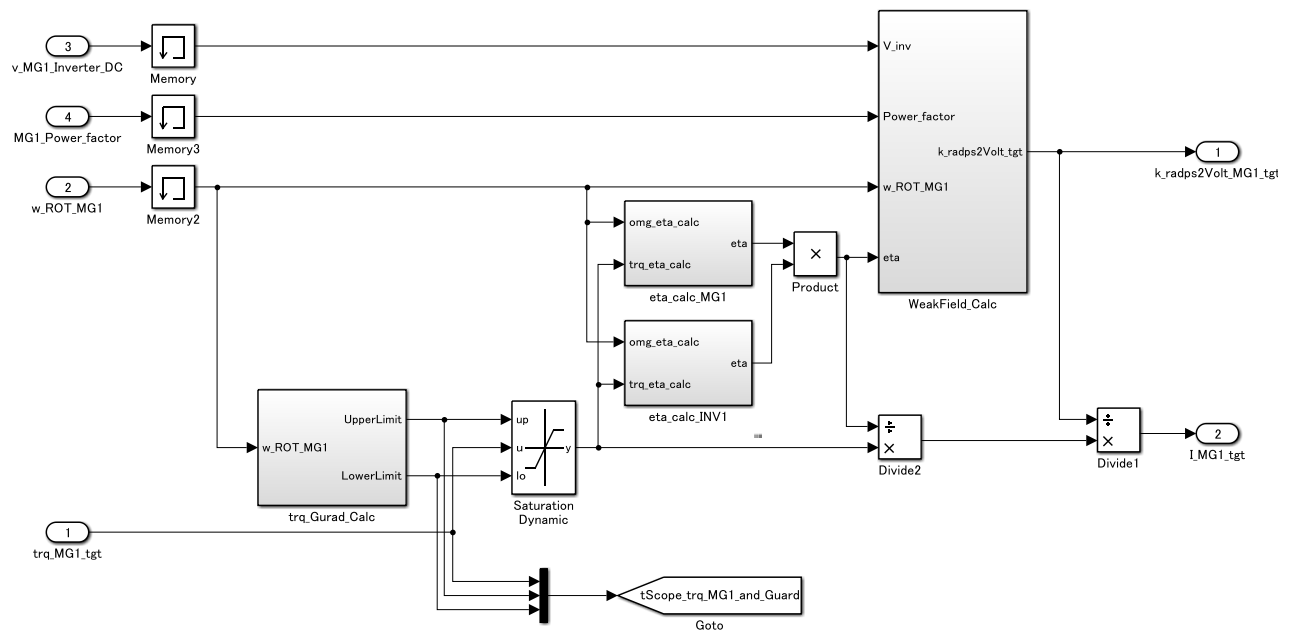 3
v_MG1_Inverter_DC
Memory
V_inv
4
MG1_Power_factor
Memory3
Power_factor
k_radps2Volt_tgt
1
k_radps2Volt_MG1_tgt
2
w_ROT_MG1
Memory2
w_ROT_MG1
omg_eta_calc
eta
trq_eta_calc
eta_calc_MG1
×
Product
eta
WeakField_Calc
omg_eta_calc
eta
trq_eta_calc
eta_calc_INV1
UpperLimit
w_ROT_MG1
LowerLimit
trq_Gurad_Calc
up
u
y
lo
Saturation
Dynamic
÷
×
Divide2
÷
×
Divide1
2
I_MG1_tgt
1
trq_MG1_tgt
tScope_trq_MG1_and_Guard
Goto